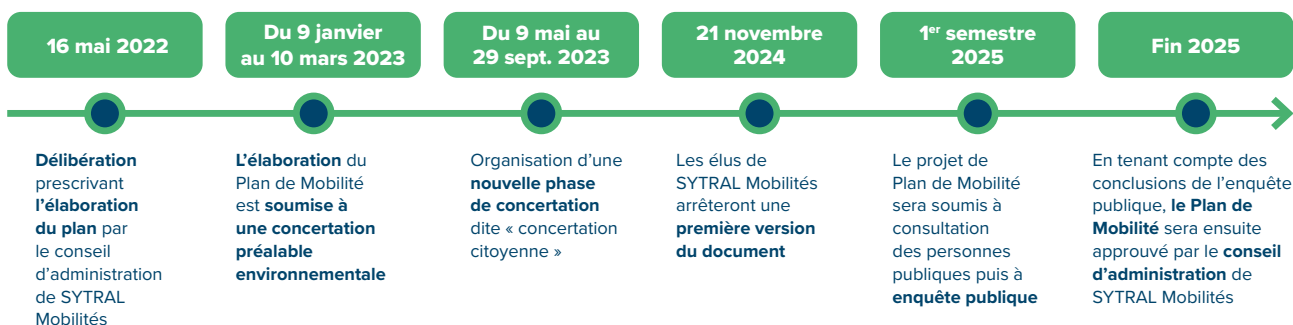 16 mai 2022
Du 9 janvier
au 10 mars 2023
Du 9 mai au
29 sept. 2023
21 novembre
2024
1er semestre
2025
Fin 2025
Délibération
prescrivant
l’élaboration
du plan par
le conseil
d’administration
de SYTRAL
Mobilités
L’élaboration du
Plan de Mobilité
est soumise à
une concertation
préalable
environnementale
Organisation d’une
nouvelle phase
de concertation
dite « concertation
citoyenne »
Les élus de
SYTRAL Mobilités
arrêteront une
première version
du document
Le projet de
Plan de Mobilité
sera soumis à
consultation
des personnes
publiques puis à
enquête publique
En tenant compte des
conclusions de l’enquête
publique, le Plan de
Mobilité sera ensuite
approuvé par le conseil
d’administration de
SYTRAL Mobilités